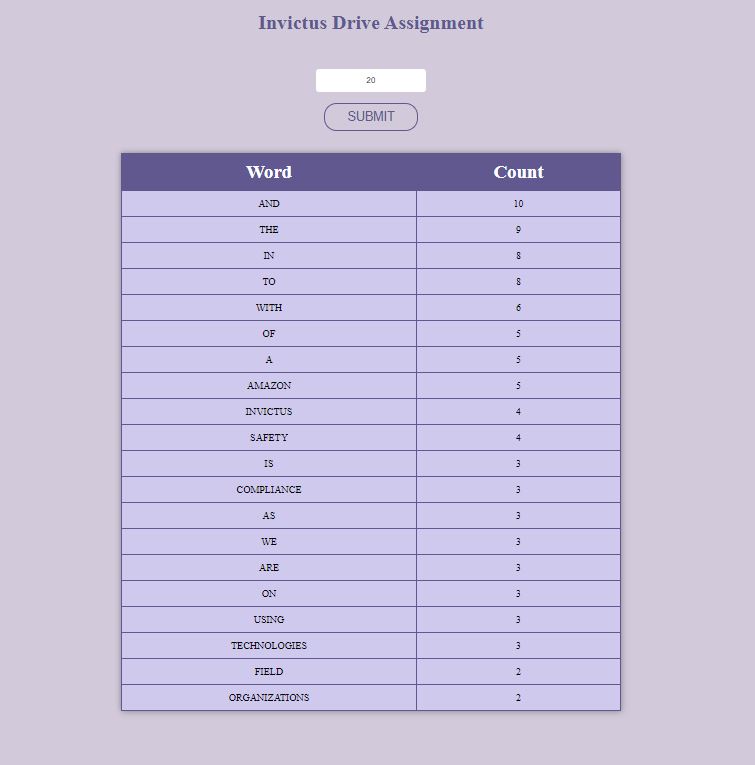 Invictus Drive Assignment
20
SUBMIT
Word Count
AND 10
THE 9
IN 8
TO 8
WITH 6
OF 5
A 5
AMAZON 5
INVICTUS 4
SAFETY 4
IS 3
COMPLIANCE 3
AS 3
WE 3
ARE 3
ON 3
USING 3
TECHNOLOGIES 3
FIELD 2
ORGANIZATIONS 2